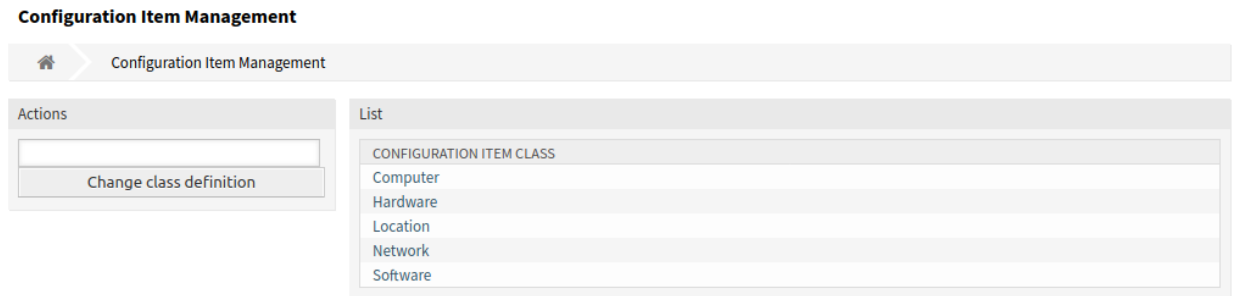 Configuration Item Management
Configuration Item Management
Actions
Change class definition
List
CONFIGURATION ITEM CLASS
Computer
Hardware
Location
Network
Software